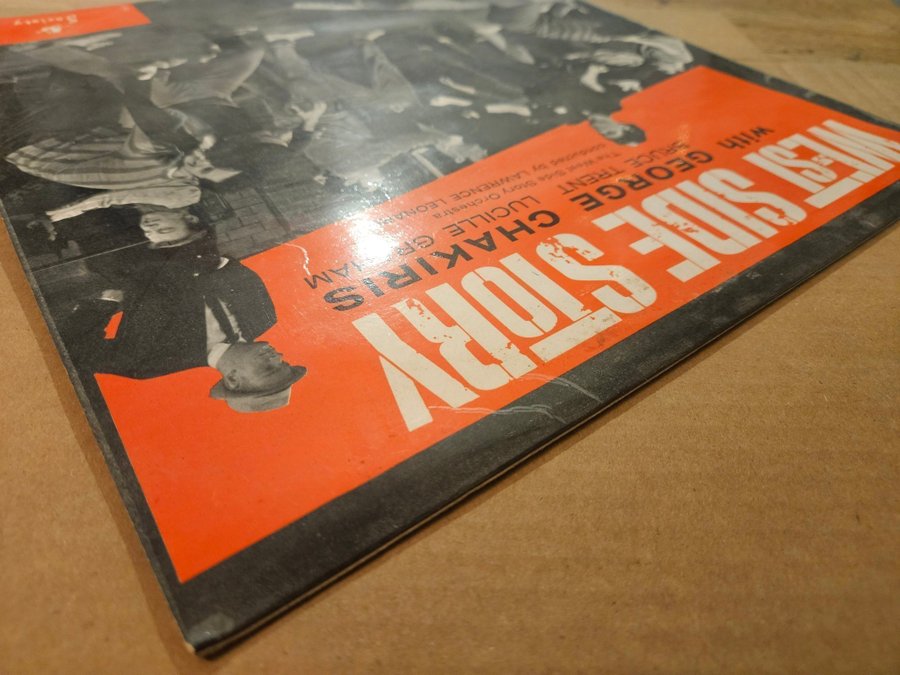 WEST SIDE STORY
with GEORGE CHAKIRIS
BRUCE TRENT LUCILLE GRAHAM
The West Side Story Orchestra
conducted by LAWRENCE LEONARD
Society